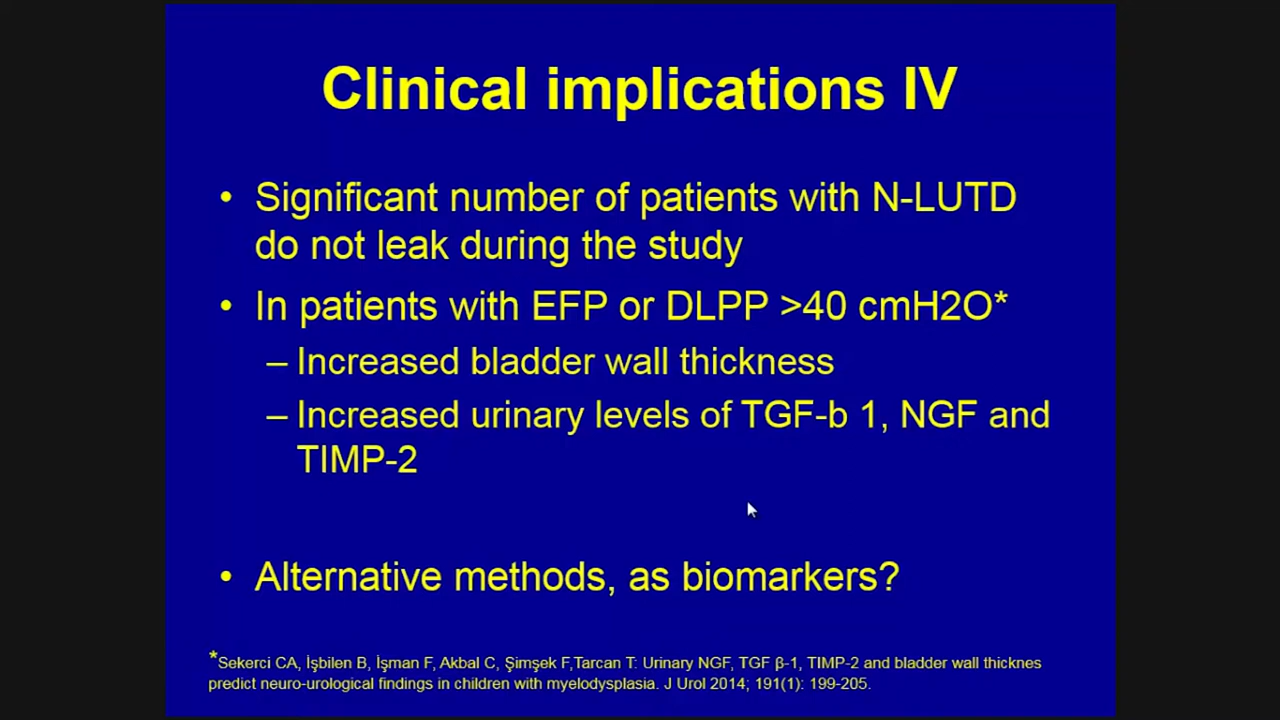 Clinical implications IV
• Significant number of patients with N-LUTD
do not leak during the study
• In patients with EFP or DLPP >40 cmH2O*
– Increased bladder wall thickness
– Increased urinary levels of TGF-b 1, NGF and
TIMP-2
• Alternative methods, as biomarkers?
*Sekerci CA, İşbilen B, İşman F, Akbal C, Şimşek F,Tarcan T: Urinary NGF, TGF β-1, TIMP-2 and bladder wall thicknes
predict neuro-urological findings in children with myelodysplasia. J Urol 2014; 191(1): 199-205.